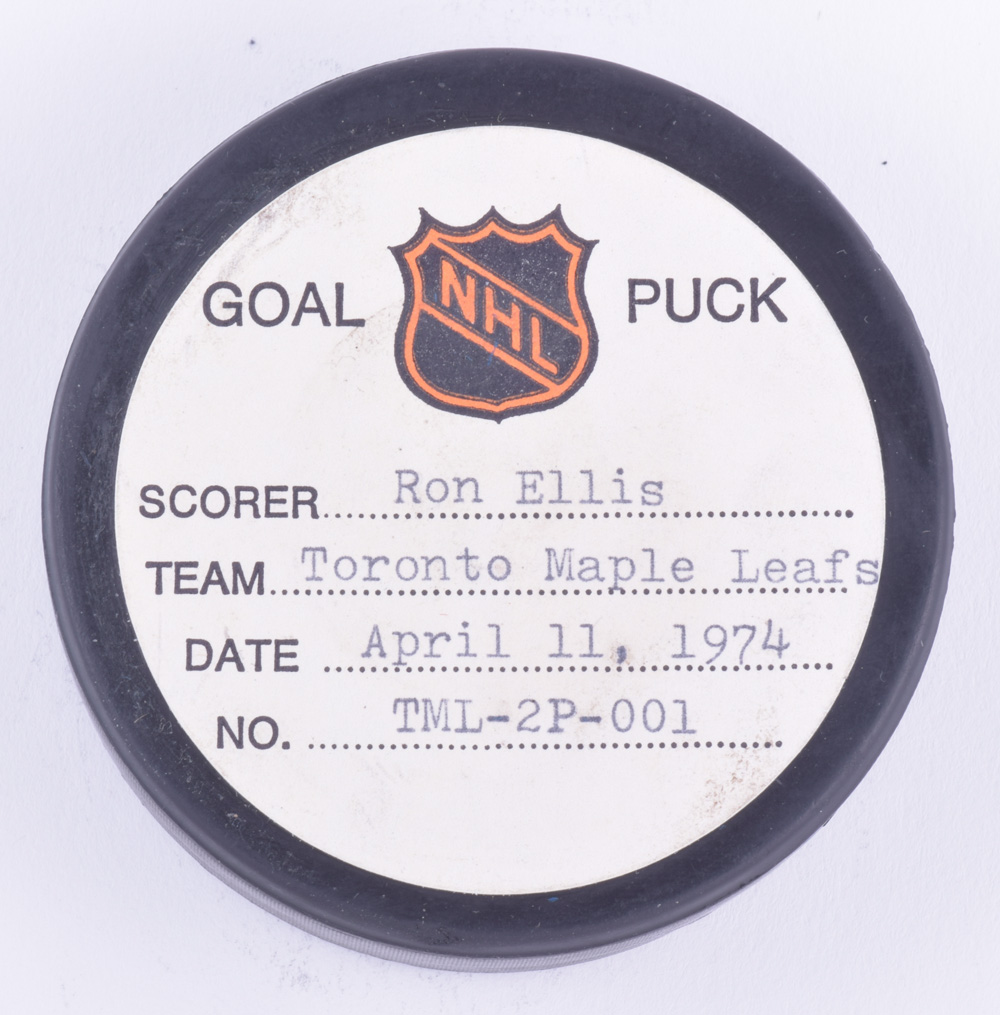 GOAL NHL PUCK
SCORER Ron Ellis
TEAM Toronto Maple Leafs
DATE April 11, 1974
NO. TML-2P-001